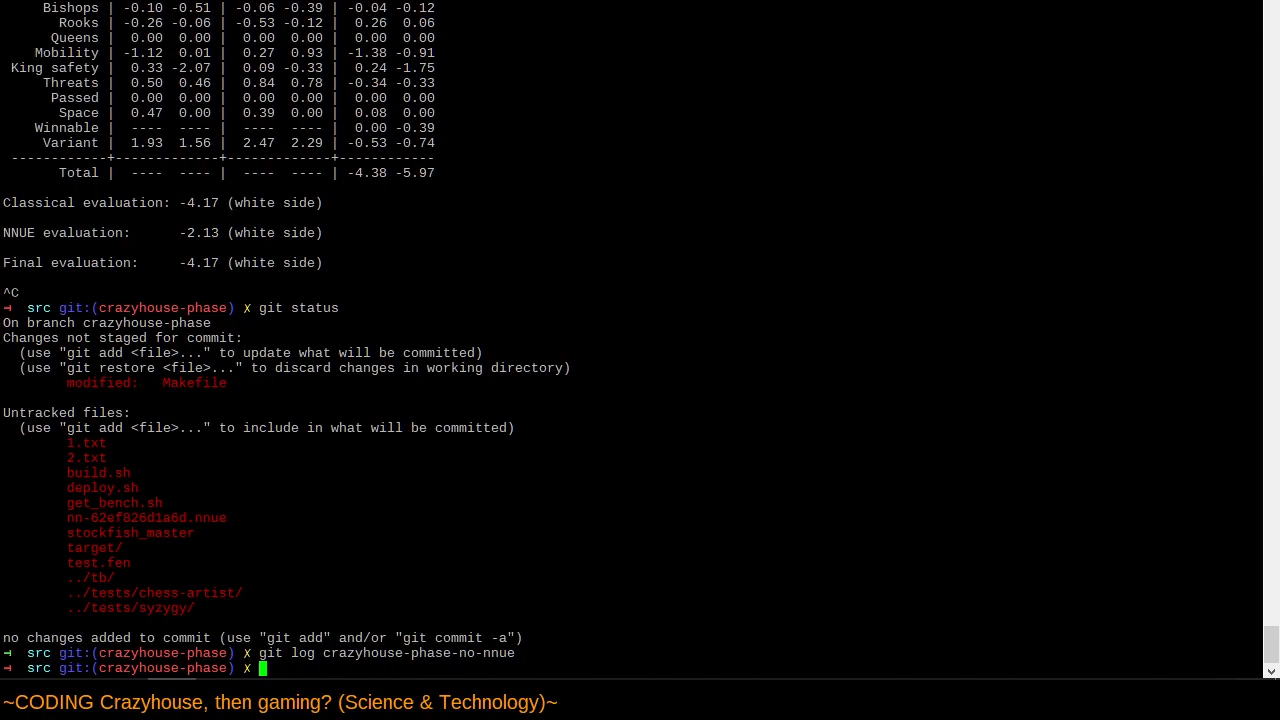 Bishops | -0.10 -0.51 | -0.06 -0.39 | -0.04 -0.12
Rooks | -0.26 -0.06 | -0.53 -0.12 |  0.26  0.06
Queens |  0.00  0.00 |  0.00  0.00 |  0.00  0.00
Mobility | -1.12  0.01 |  0.27  0.93 | -1.38 -0.91
King safety |  0.33 -2.07 |  0.09 -0.33 |  0.24 -1.75
Threats |  0.50  0.46 |  0.84  0.78 | -0.34 -0.33
Passed |  0.00  0.00 |  0.00  0.00 |  0.00  0.00
Space |  0.47  0.00 |  0.39  0.00 |  0.08  0.00
Winnable |  ----  ---- |  ----  ---- |  0.00 -0.39
Variant |  1.93  1.56 |  2.47  2.29 | -0.53 -0.74
------------+-------------+-------------+------------
Total |  ----  ---- |  ----  ---- | -4.38 -5.97
Classical evaluation: -4.17 (white side)
NNUE evaluation:      -2.13 (white side)
Final evaluation:     -4.17 (white side)
^C
src git:(crazyhouse-phase) ✗ git status
On branch crazyhouse-phase
Changes not staged for commit:
(use "git add <file>..." to update what will be committed)
(use "git restore <file>..." to discard changes in working directory)
modified:   Makefile
Untracked files:
(use "git add <file>..." to include in what will be committed)
1.txt
2.txt
build.sh
deploy.sh
get_bench.sh
nn-62ef826d1a6d.nnue
stockfish_master
target/
test.fen
../tb/
../tests/chess-artist/
../tests/syzygy/
no changes added to commit (use "git add" and/or "git commit -a")
src git:(crazyhouse-phase) ✗ git log crazyhouse-phase-no-nnue
src git:(crazyhouse-phase) ✗
~CODING Crazyhouse, then gaming? (Science & Technology)~